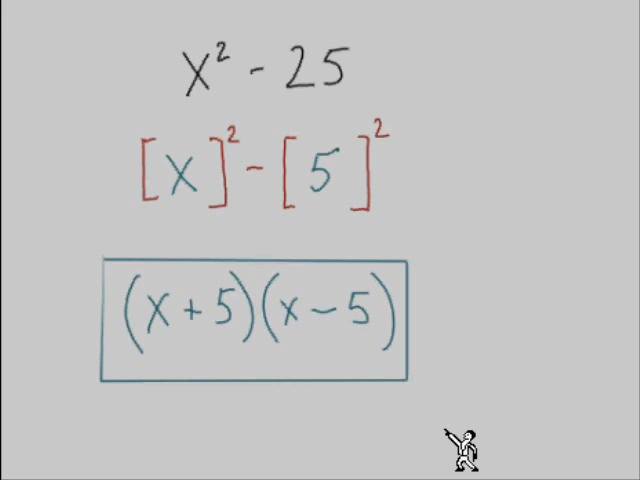 x² - 25
[x]² - [5]²
(x + 5)(x - 5)